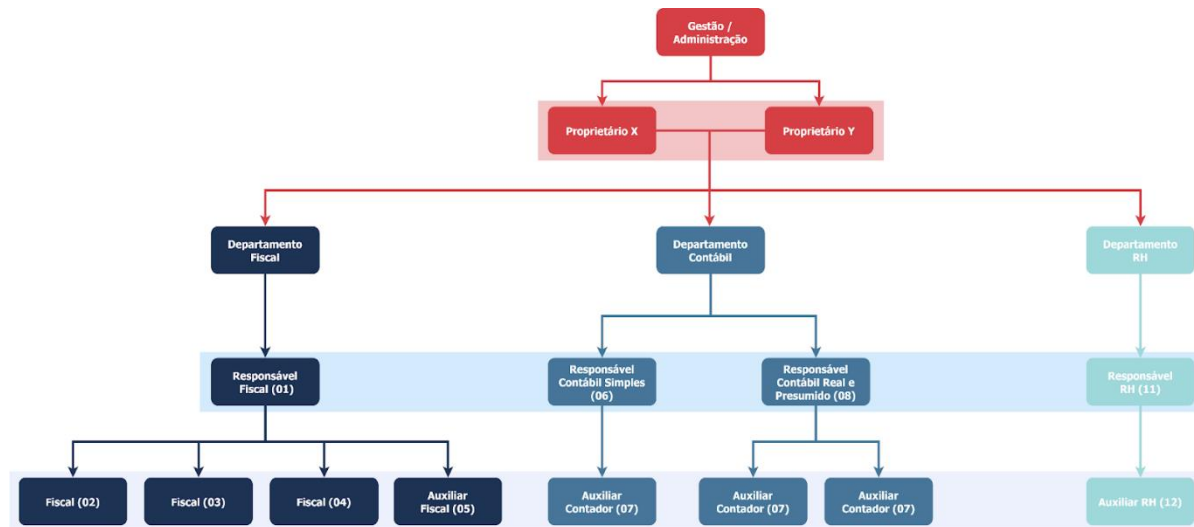 Gestão /
Administração
Proprietário X
Proprietário Y
Departamento
Fiscal
Departamento
Contábil
Departamento
RH
Responsável
Fiscal (01)
Responsável
Contábil Simples
(06)
Responsável
Contábil Real e
Presumido (08)
Responsável
RH (11)
Fiscal (02)
Fiscal (03)
Fiscal (04)
Auxiliar
Fiscal (05)
Auxiliar
Contador (07)
Auxiliar
Contador (07)
Auxiliar
Contador (07)
Auxiliar RH (12)